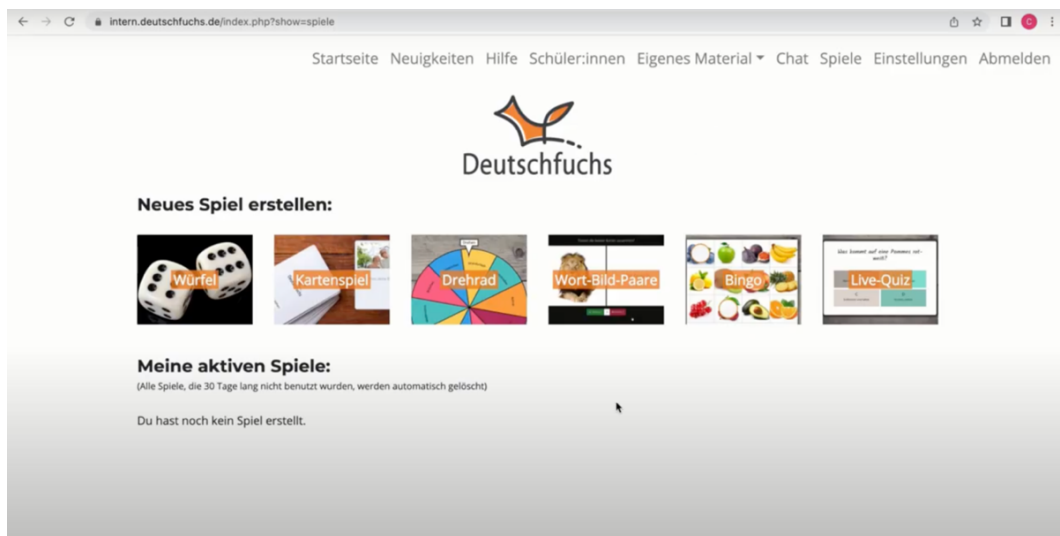 intern.deutschfuchs.de/index.php?show=spiele
C
Startseite Neuigkeiten Hilfe Schüler:innen Eigenes Material Chat Spiele Einstellungen Abmelden
Deutschfuchs
Neues Spiel erstellen:
Würfel Kartenspiel Drehrad Wort-Bild-Paare Bingo Live-Quiz
Meine aktiven Spiele:
(Alle Spiele, die 30 Tage lang nicht benutzt wurden, werden automatisch gelöscht)
Du hast noch kein Spiel erstellt.